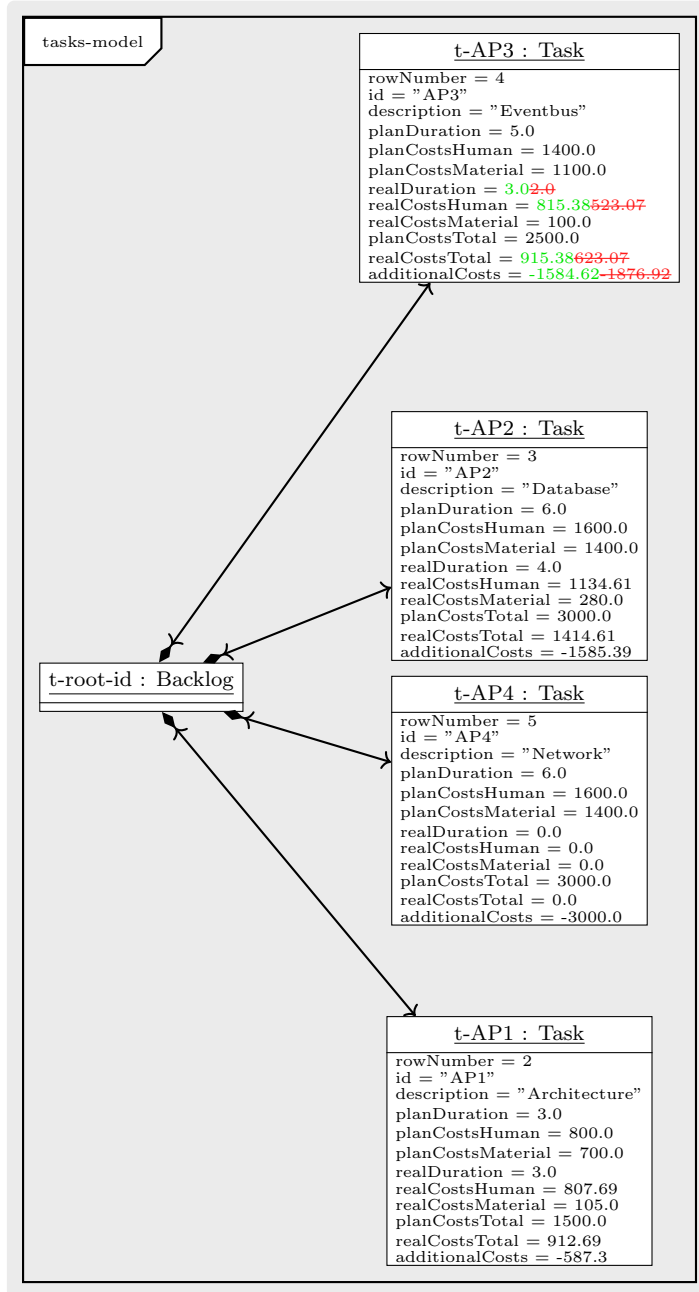 tasks-model
t-AP3 : Task
rowNumber = 4
id = ”AP3”
description = ”Eventbus”
planDuration = 5.0
planCostsHuman = 1400.0
planCostsMaterial = 1100.0
realDuration = 3.02.0
realCostsHuman = 815.38523.07
realCostsMaterial = 100.0
planCostsTotal = 2500.0
realCostsTotal = 915.38623.07
additionalCosts = -1584.62-1876.92
t-AP2 : Task
rowNumber = 3
id = ”AP2”
description = ”Database”
planDuration = 6.0
planCostsHuman = 1600.0
planCostsMaterial = 1400.0
realDuration = 4.0
realCostsHuman = 1134.61
realCostsMaterial = 280.0
planCostsTotal = 3000.0
realCostsTotal = 1414.61
additionalCosts = -1585.39
t-root-id : Backlog
t-AP4 : Task
rowNumber = 5
id = ”AP4”
description = ”Network”
planDuration = 6.0
planCostsHuman = 1600.0
planCostsMaterial = 1400.0
realDuration = 0.0
realCostsHuman = 0.0
realCostsMaterial = 0.0
planCostsTotal = 3000.0
realCostsTotal = 0.0
additionalCosts = -3000.0
t-AP1 : Task
rowNumber = 2
id = ”AP1”
description = ”Architecture”
planDuration = 3.0
planCostsHuman = 800.0
planCostsMaterial = 700.0
realDuration = 3.0
realCostsHuman = 807.69
realCostsMaterial = 105.0
planCostsTotal = 1500.0
realCostsTotal = 912.69
additionalCosts = -587.3